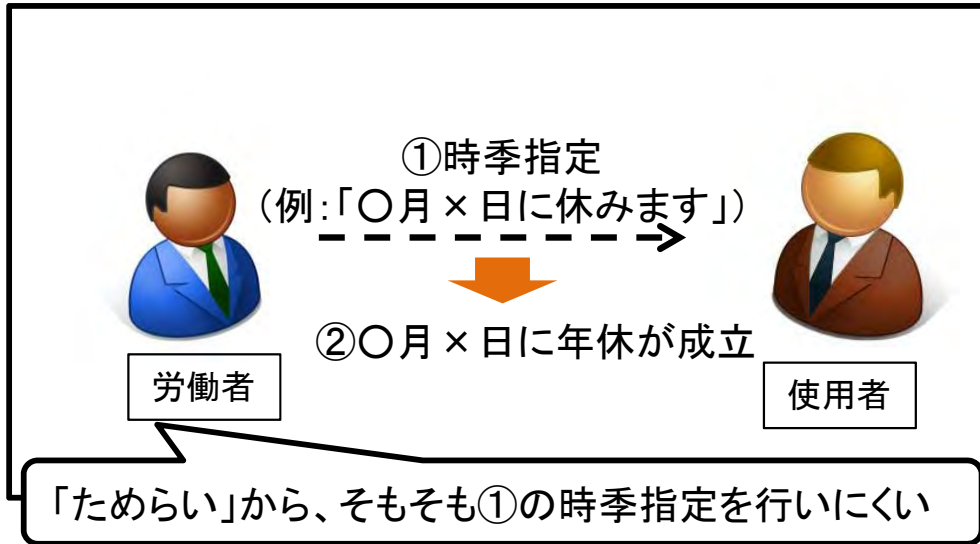 ①時季指定
（例：「〇月×日に休みます」）
②〇月×日に年休が成立
労働者
使用者
「ためらい」から、そもそも①の時季指定を行いにくい